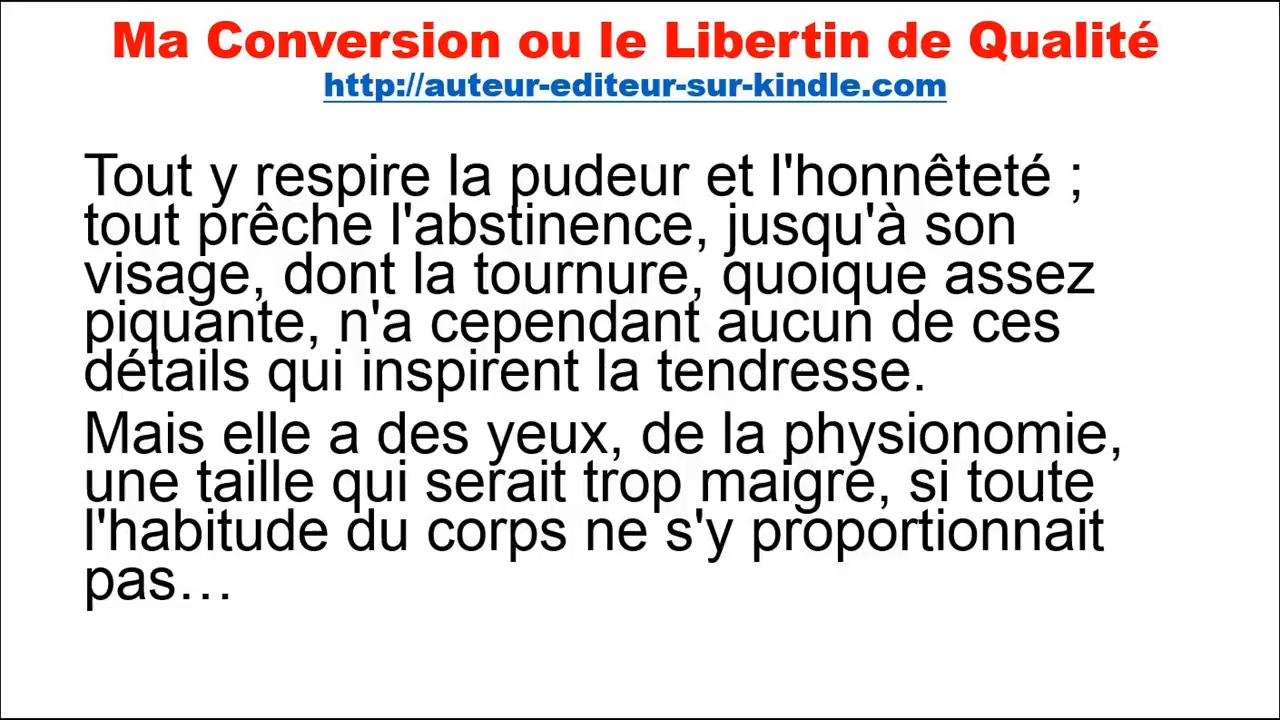 Ma Conversion ou le Libertin de Qualité
http://auteur-editeur-sur-kindle.com
Tout y respire la pudeur et l'honnêteté ;
tout prêche l'abstinence, jusqu'à son
visage, dont la tournure, quoique assez
piquante, n'a cependant aucun de ces
détails qui inspirent la tendresse.
Mais elle a des yeux, de la physionomie,
une taille qui serait trop maigre, si toute
l'habitude du corps ne s'y proportionnait
pas…